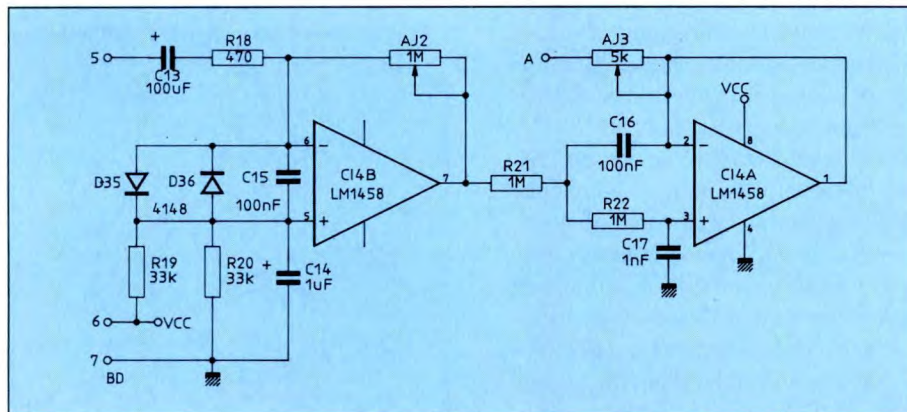 5
+
C13
100uF
R18
470
AJ2
1M
A
AJ3
5k
VCC
D35
D36
4148
C15
100nF
6
-
5
+
CI4B
LM1458
7
R21
1M
C16
100nF
R22
1M
2
-
3
+
8
CI4A
LM1458
1
4
C17
1nF
R19
33k
R20
33k
+
C14
1uF
6
VCC
7
BD